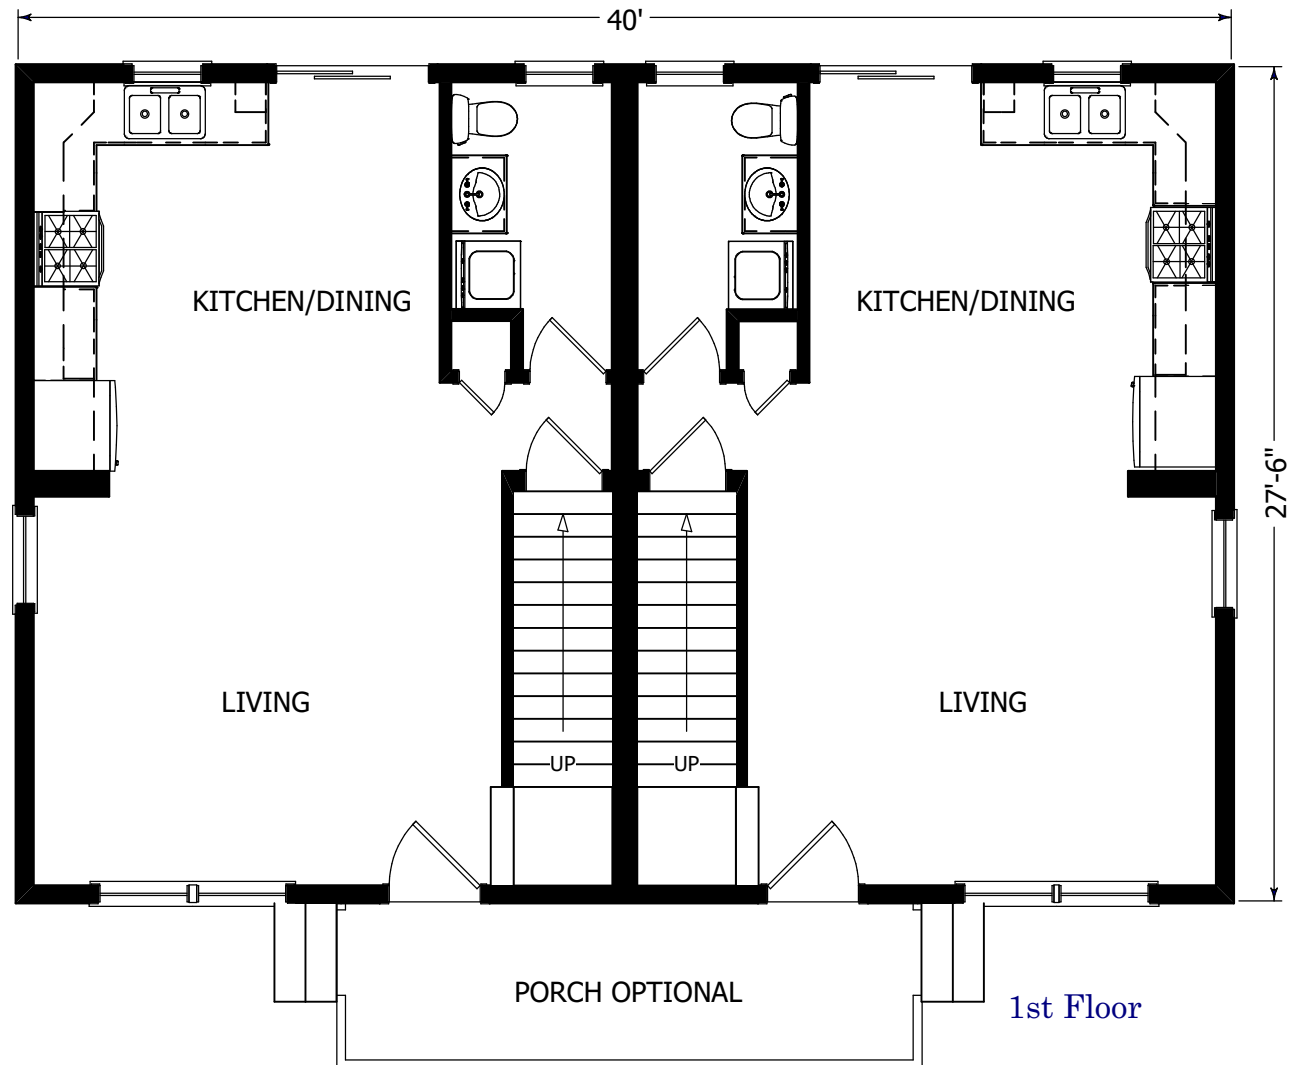 40'
KITCHEN/DINING
KITCHEN/DINING
27'-6"
LIVING
LIVING
UP
UP
PORCH OPTIONAL
1st Floor